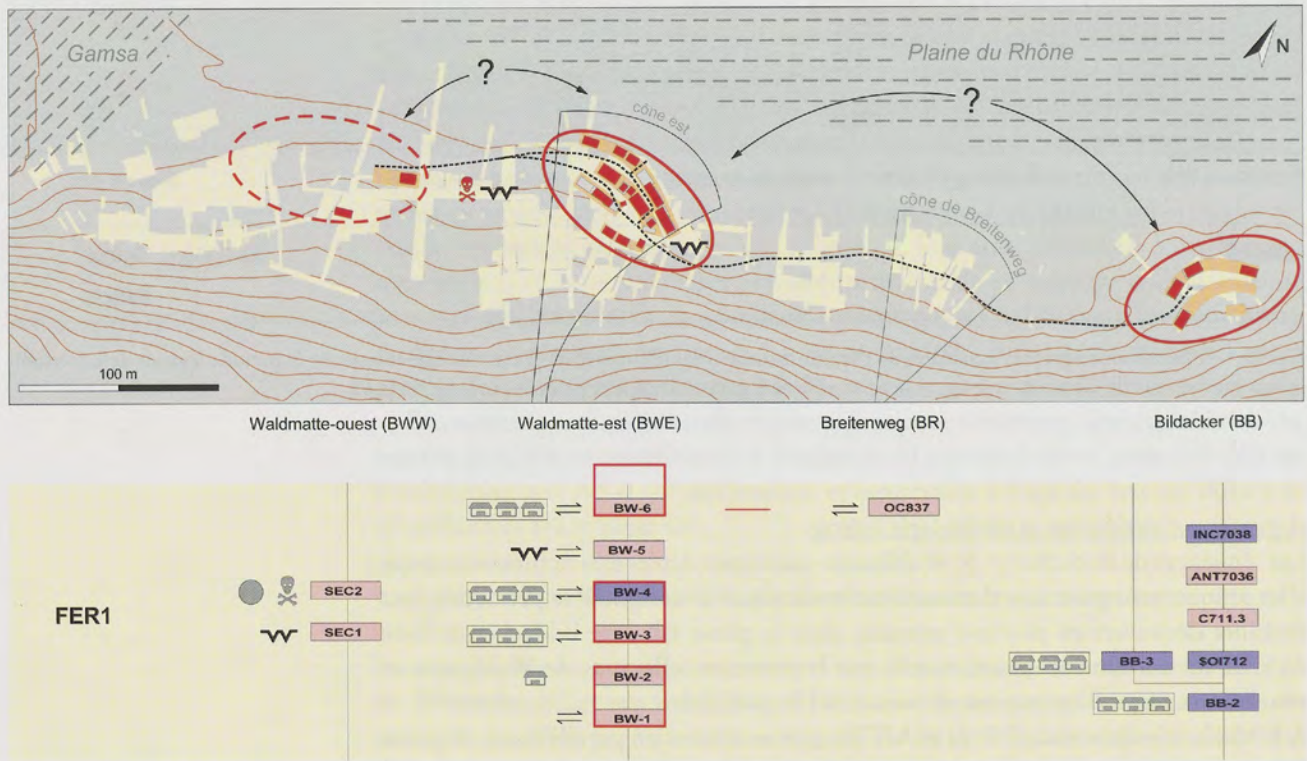 Gamsa
Plaine du Rhône
N
?
?
cône est
cône de Breitenweg
100 m
Waldmatte-ouest (BWW)
Waldmatte-est (BWE)
Breitenweg (BR)
Bildacker (BB)
FER1
BW-6
OC837
BW-5
INC7038
SEC2
BW-4
ANT7036
SEC1
BW-3
C711.3
BW-2
BB-3
SOI712
BW-1
BB-2